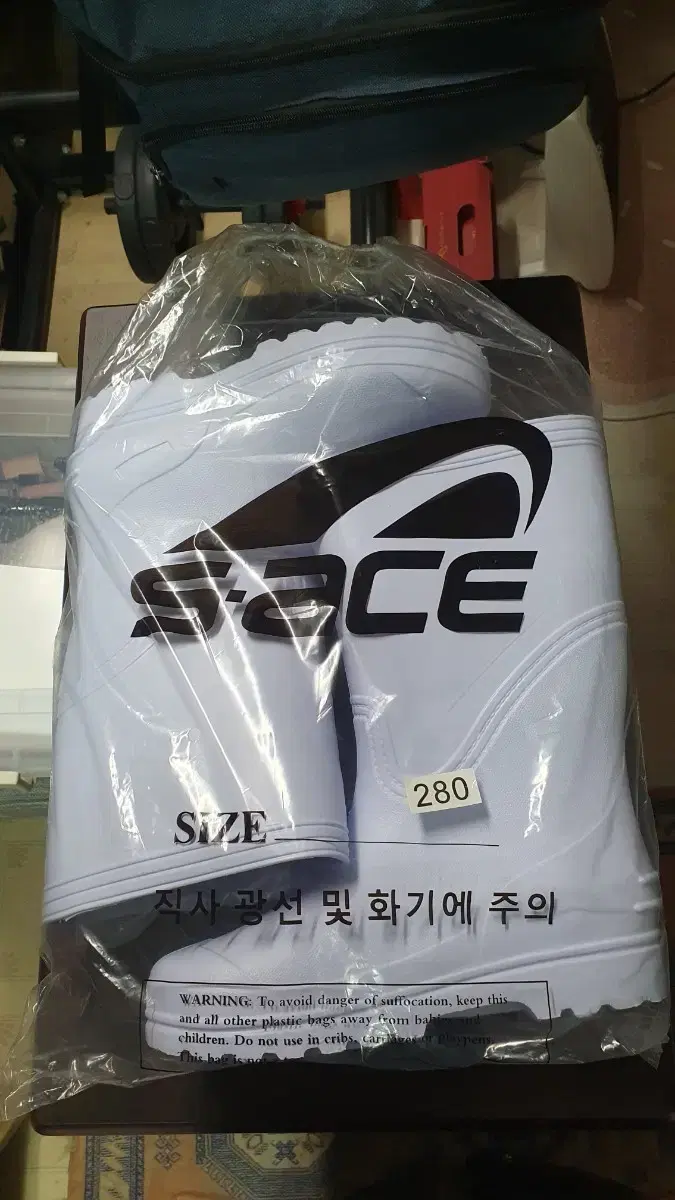 S-ACE
280
SIZE
직사 광선 및 화기에 주의
WARNING: To avoid danger of suffocation, keep this
and all other plastic bags away from babies and
children. Do not use in cribs, carriages or playpens.
This bag is not a